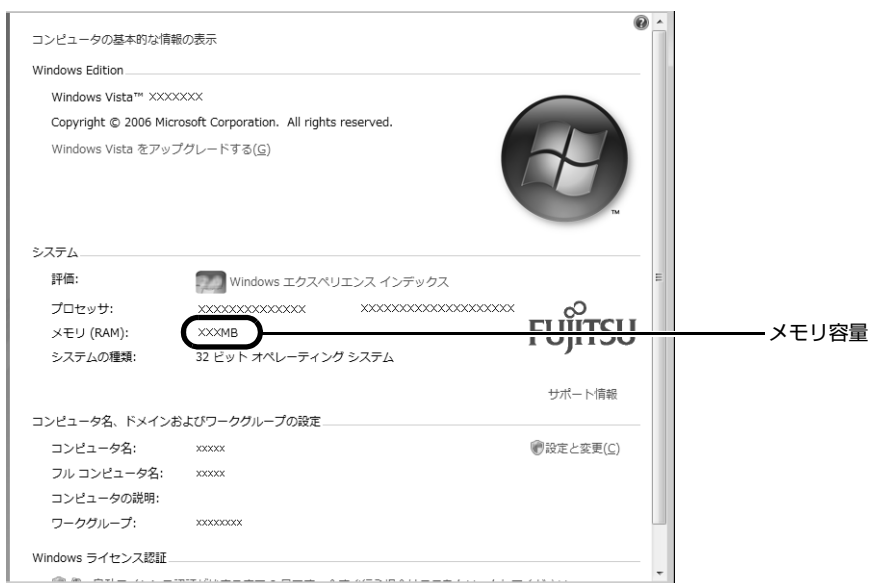 コンピュータの基本的な情報の表示
Windows Edition
Windows Vista™ XXXXXXX
Copyright © 2006 Microsoft Corporation. All rights reserved.
Windows Vista をアップグレードする(G)
TM
システム
評価: Windows エクスペリエンス インデックス
プロセッサ: XXXXXXXXXXXXXX XXXXXXXXXXXXXXXXXXXX
メモリ (RAM): XXXMB メモリ容量
システムの種類: 32 ビット オペレーティング システム
FUJITSU
サポート情報
コンピュータ名、ドメインおよびワークグループの設定
コンピュータ名: xxxxx 設定と変更(C)
フル コンピュータ名: xxxxx
コンピュータの説明:
ワークグループ: xxxxxxxx
Windows ライセンス認証